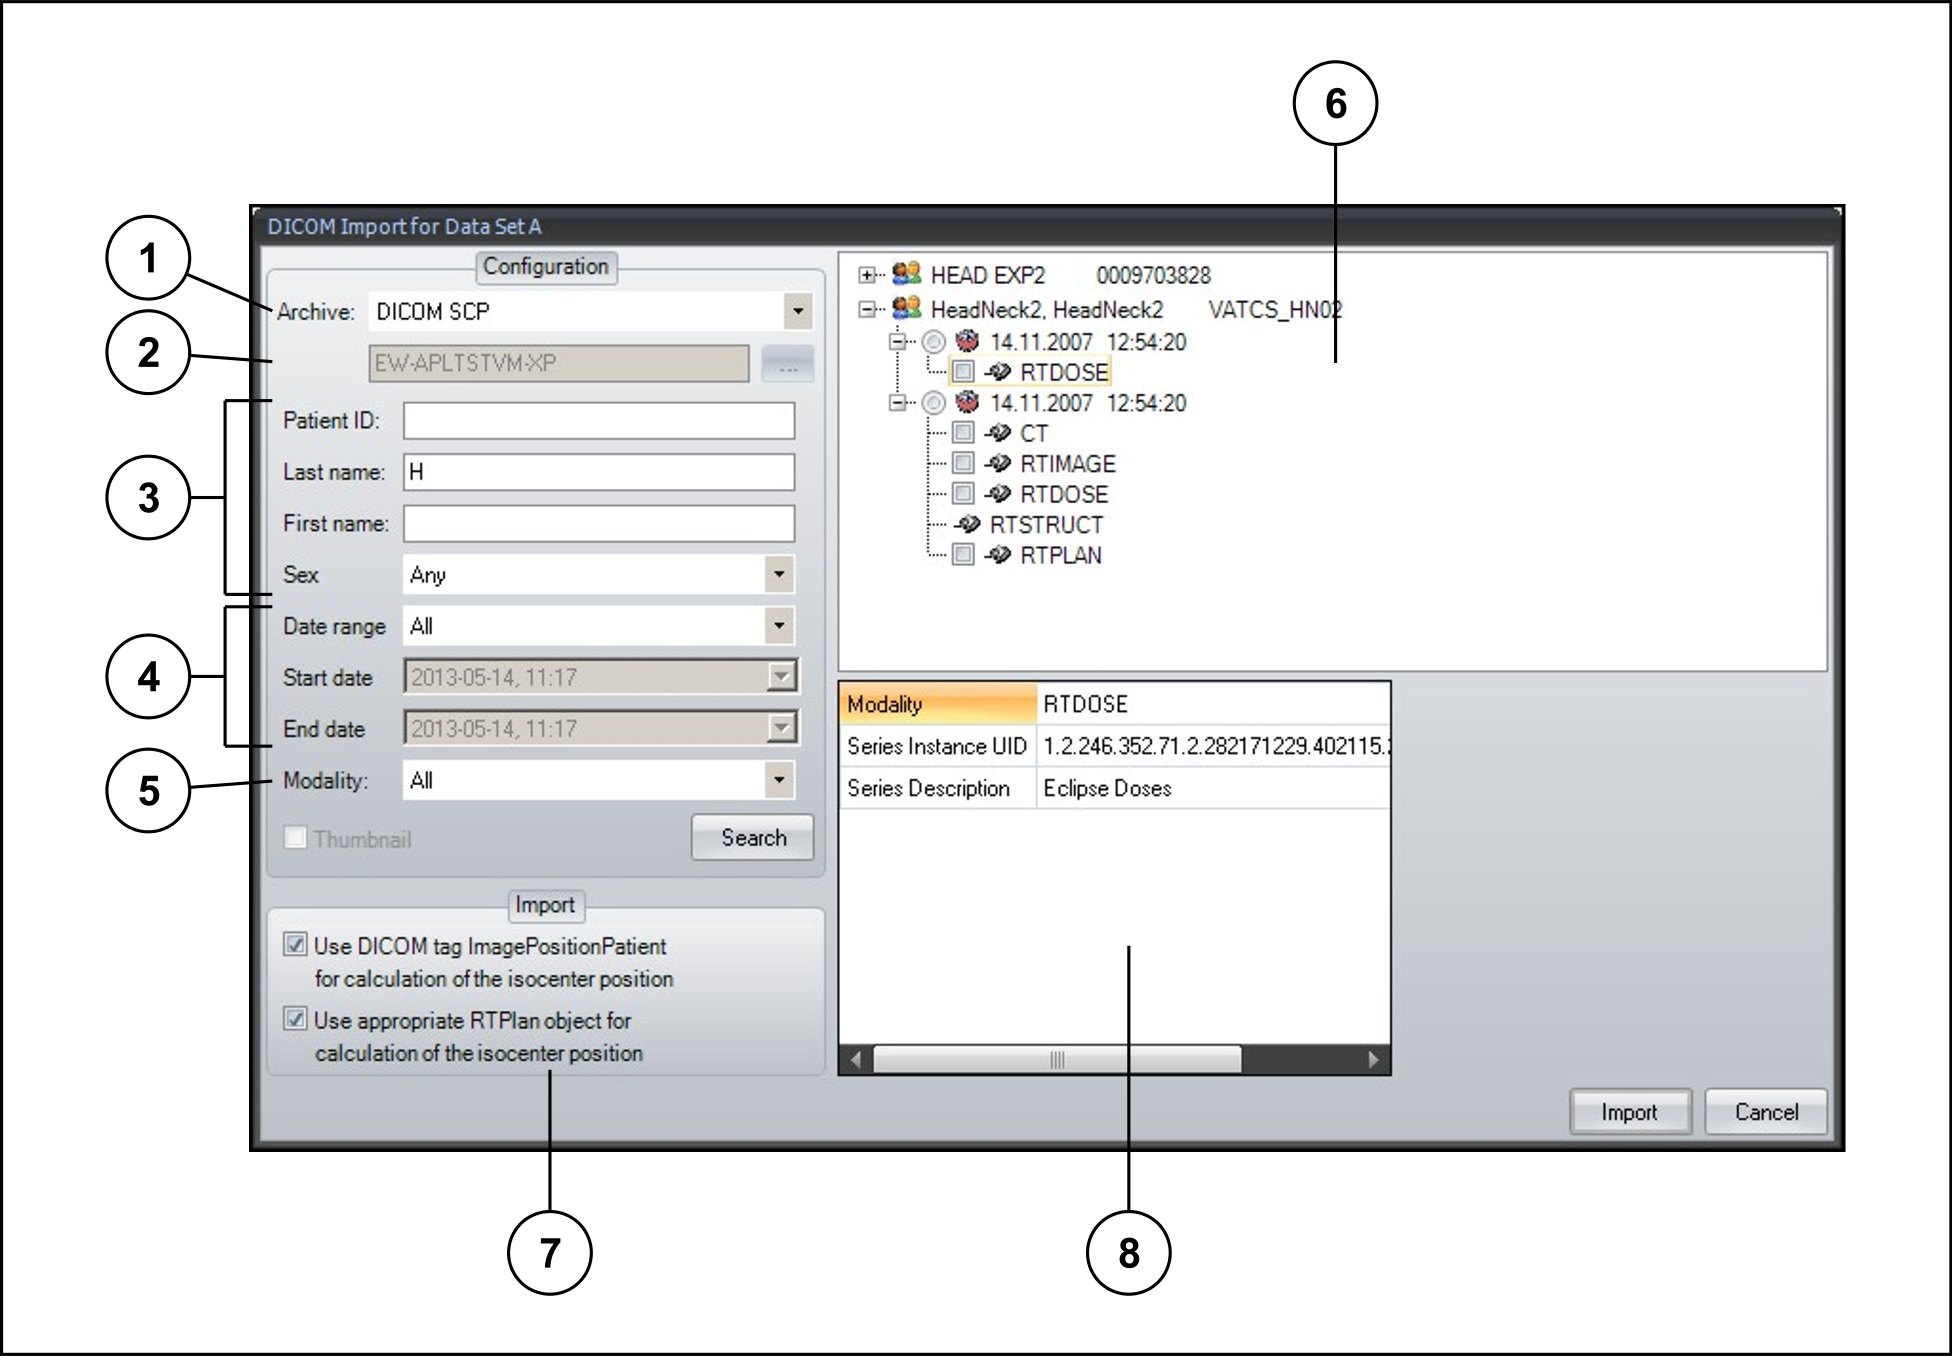 6
DICOM Import for Data Set A
1
Configuration
Archive: DICOM SCP
2
EW-APLTSTVM-XP ...
3
Patient ID:
Last name: H
First name:
Sex Any
4
Date range All
Start date 2013-05-14, 11:17
End date 2013-05-14, 11:17
5
Modality: All
Thumbnail Search
Import
Use DICOM tag ImagePositionPatient
for calculation of the isocenter position
Use appropriate RTPlan object for
calculation of the isocenter position
HEAD EXP2 0009703828
HeadNeck2, HeadNeck2 VATCS_HN02
14.11.2007 12:54:20
RTDOSE
14.11.2007 12:54:20
CT
RTIMAGE
RTDOSE
RTSTRUCT
RTPLAN
Modality RTDOSE
Series Instance UID 1.2.246.352.71.2.282171229.402115.
Series Description Eclipse Doses
Import Cancel
7
8